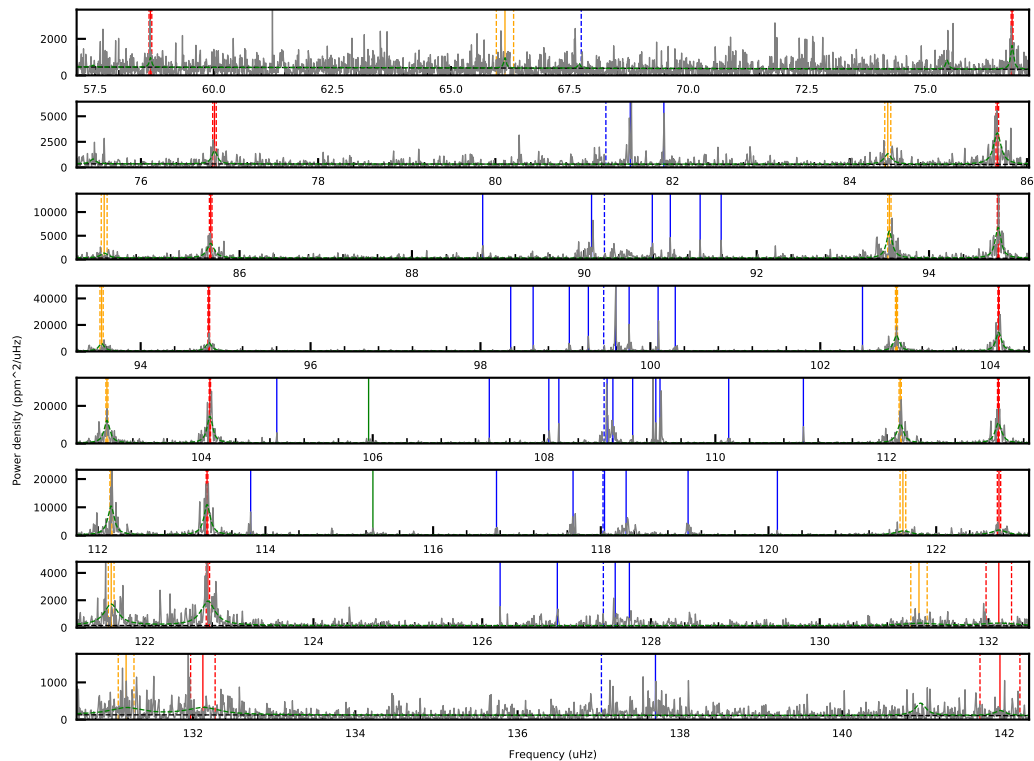 2000
0
57.5 60.0 62.5 65.0 67.5 70.0 72.5 75.0
5000
2500
0
76 78 80 82 84 86
10000
5000
0
86 88 90 92 94
40000
20000
0
94 96 98 100 102 104
20000
0
104 106 108 110 112
20000
10000
0
112 114 116 118 120 122
4000
2000
0
122 124 126 128 130 132
1000
0
132 134 136 138 140 142
Power density (ppm^2/uHz)
Frequency (uHz)